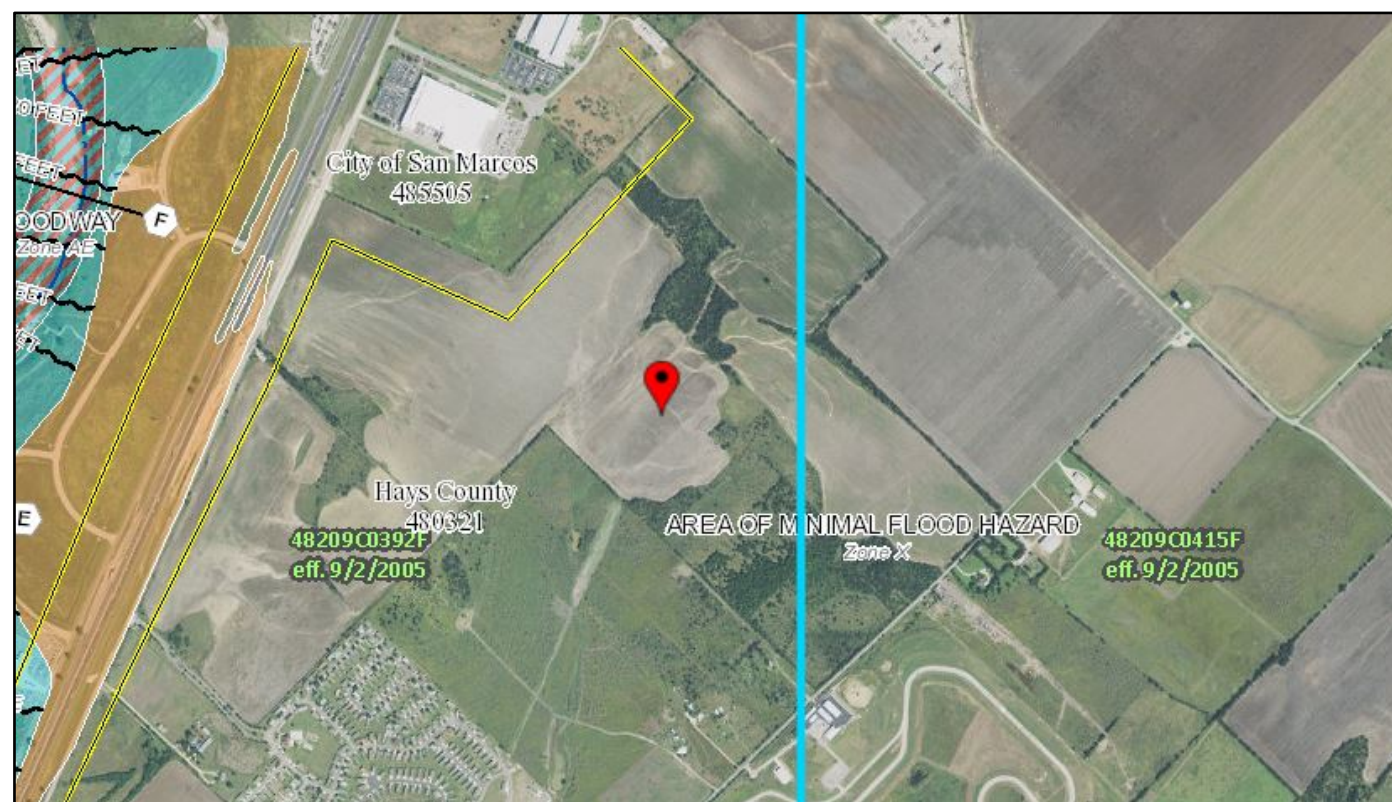 City of San Marcos
485505
F
Zone AE
E
Hays County
480321
48209C0392F
eff. 9/2/2005
AREA OF MINIMAL FLOOD HAZARD
Zone X
48209C0415F
eff. 9/2/2005